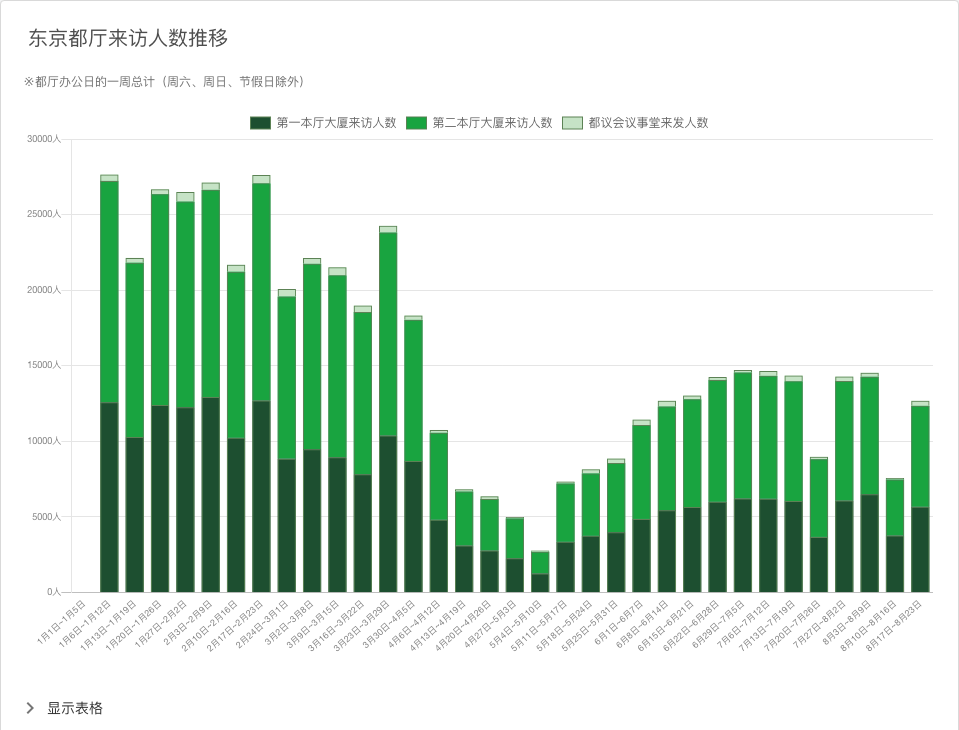 东京都厅来访人数推移
※都厅办公日的一周总计（周六、周日、节假日除外）
第一本厅大厦来访人数 第二本厅大厦来访人数 都议会议事堂来发人数
30000人
25000人
20000人
15000人
10000人
5000人
0人
1月1日~1月5日
1月6日~1月12日
1月13日~1月19日
1月20日~1月26日
1月27日~2月2日
2月3日~2月9日
2月10日~2月16日
2月17日~2月23日
2月24日~3月1日
3月2日~3月8日
3月9日~3月15日
3月16日~3月22日
3月23日~3月29日
3月30日~4月5日
4月6日~4月12日
4月13日~4月19日
4月20日~4月26日
4月27日~5月3日
5月4日~5月10日
5月11日~5月17日
5月18日~5月24日
5月25日~5月31日
6月1日~6月7日
6月8日~6月14日
6月15日~6月21日
6月22日~6月28日
6月29日~7月5日
7月6日~7月12日
7月13日~7月19日
7月20日~7月26日
7月27日~8月2日
8月3日~8月9日
8月10日~8月16日
8月17日~8月23日
显示表格